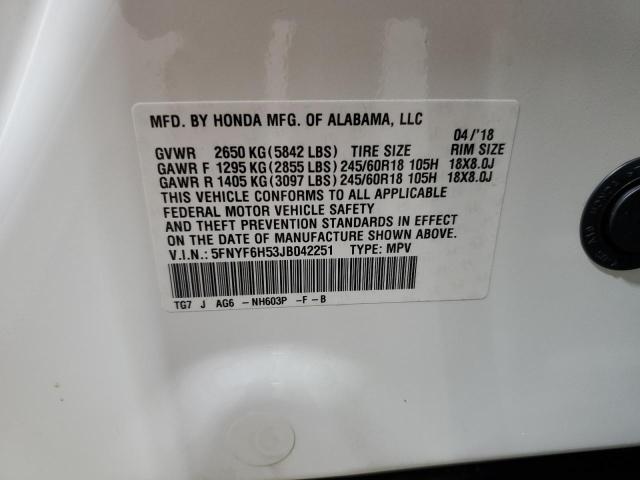 MFD. BY HONDA MFG. OF ALABAMA, LLC
04/'18
GVWR 2650 KG(5842 LBS) TIRE SIZE RIM SIZE
GAWR F 1295 KG(2855 LBS)245/60R18 105H 18X8.0J
GAWR R 1405 KG(3097 LBS)245/60R18 105H 18X8.0J
THIS VEHICLE CONFORMS TO ALL APPLICABLE
FEDERAL MOTOR VEHICLE SAFETY
AND THEFT PREVENTION STANDARDS IN EFFECT
ON THE DATE OF MANUFACTURE SHOWN ABOVE.
V.I.N.: 5FNYF6H53JB042251 TYPE: MPV
TG7 J AG6 -NH603P -F-B